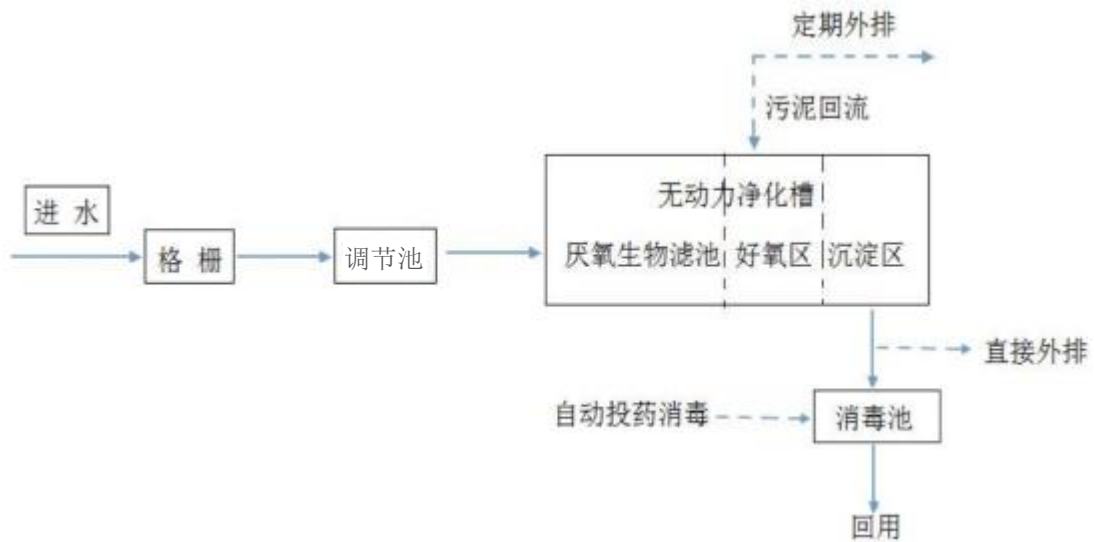 定期外排
污泥回流
进 水
格 栅
调节池
无动力净化槽
厌氧生物滤池
好氧区
沉淀区
直接外排
自动投药消毒
消毒池
回用